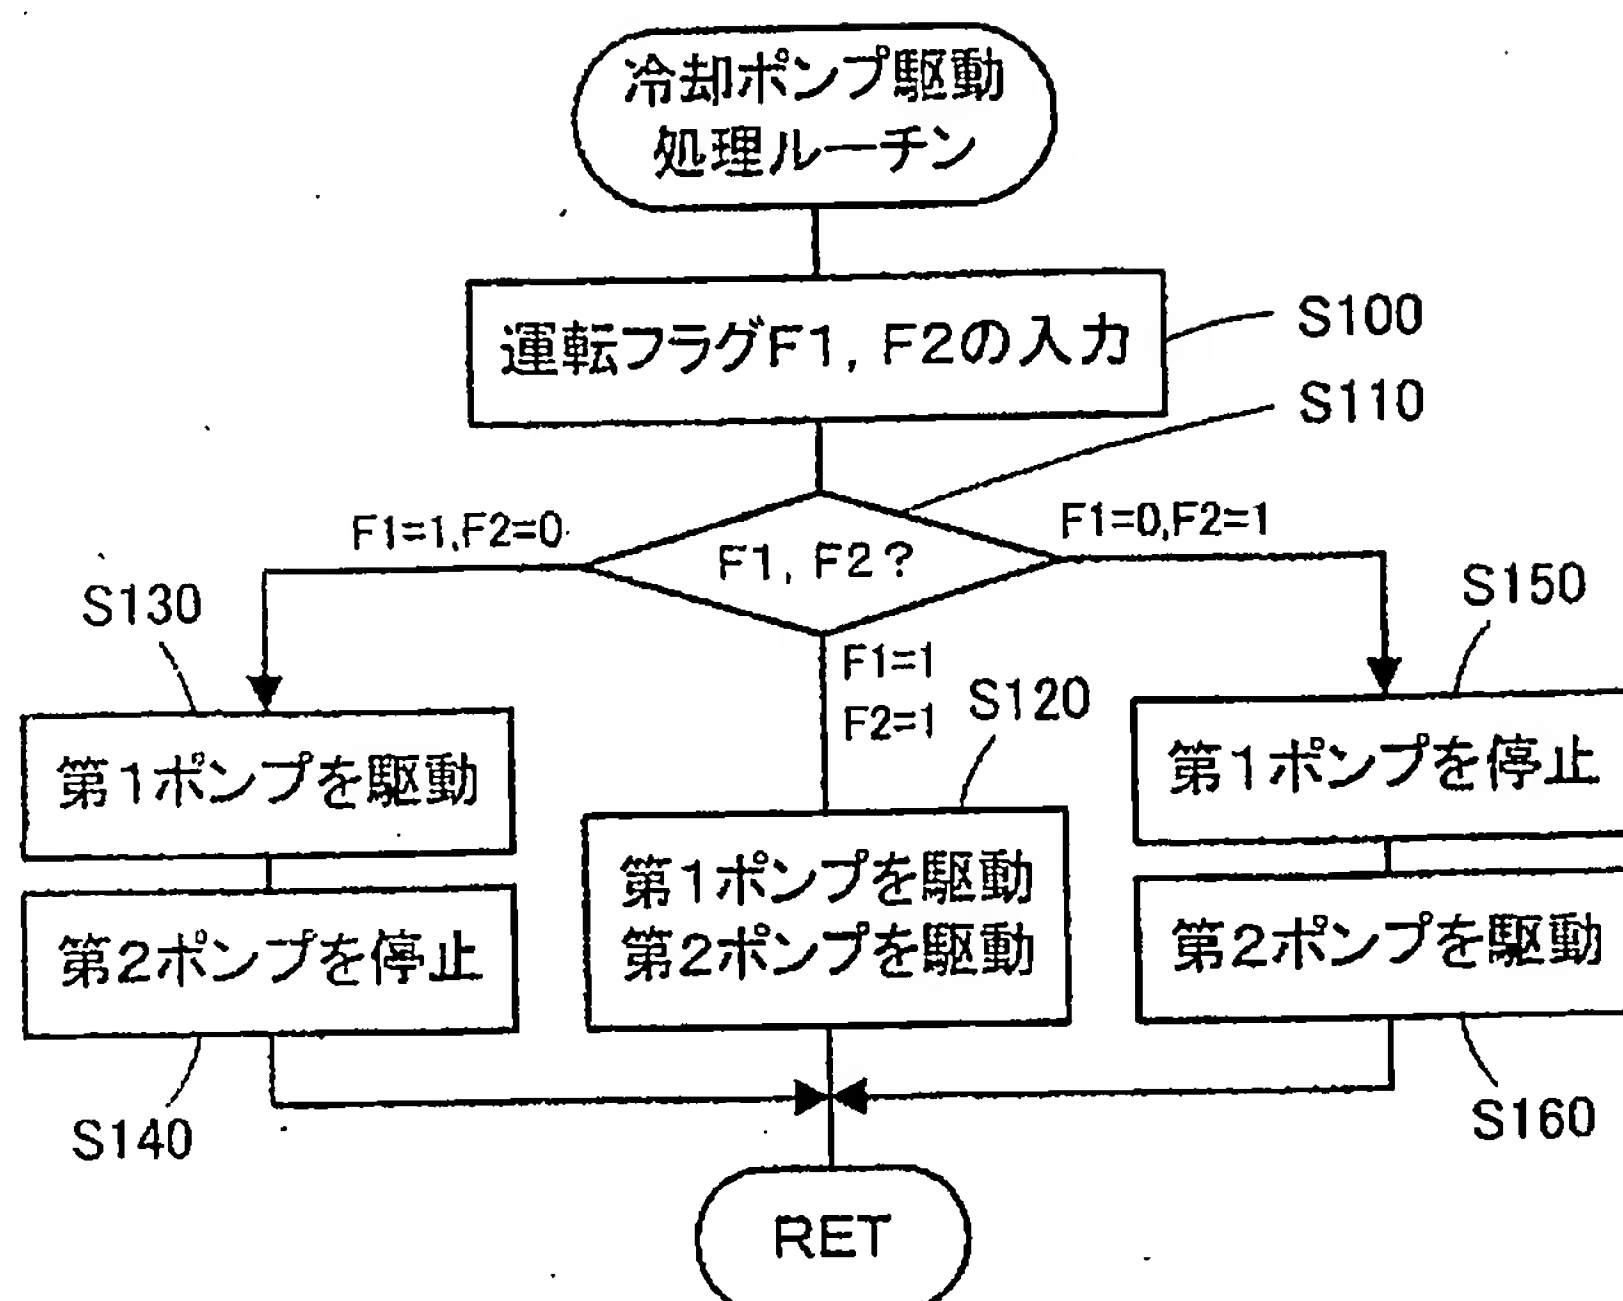 冷却ポンプ駆動
処理ルーチン
運転フラグF1, F2の入力
S100
S110
F1=1,F2=0
F1, F2?
F1=0,F2=1
S130
S150
F1=1
F2=1
S120
第1ポンプを駆動
第1ポンプを停止
第1ポンプを駆動
第2ポンプを駆動
第2ポンプを停止
第2ポンプを駆動
S140
S160
RET